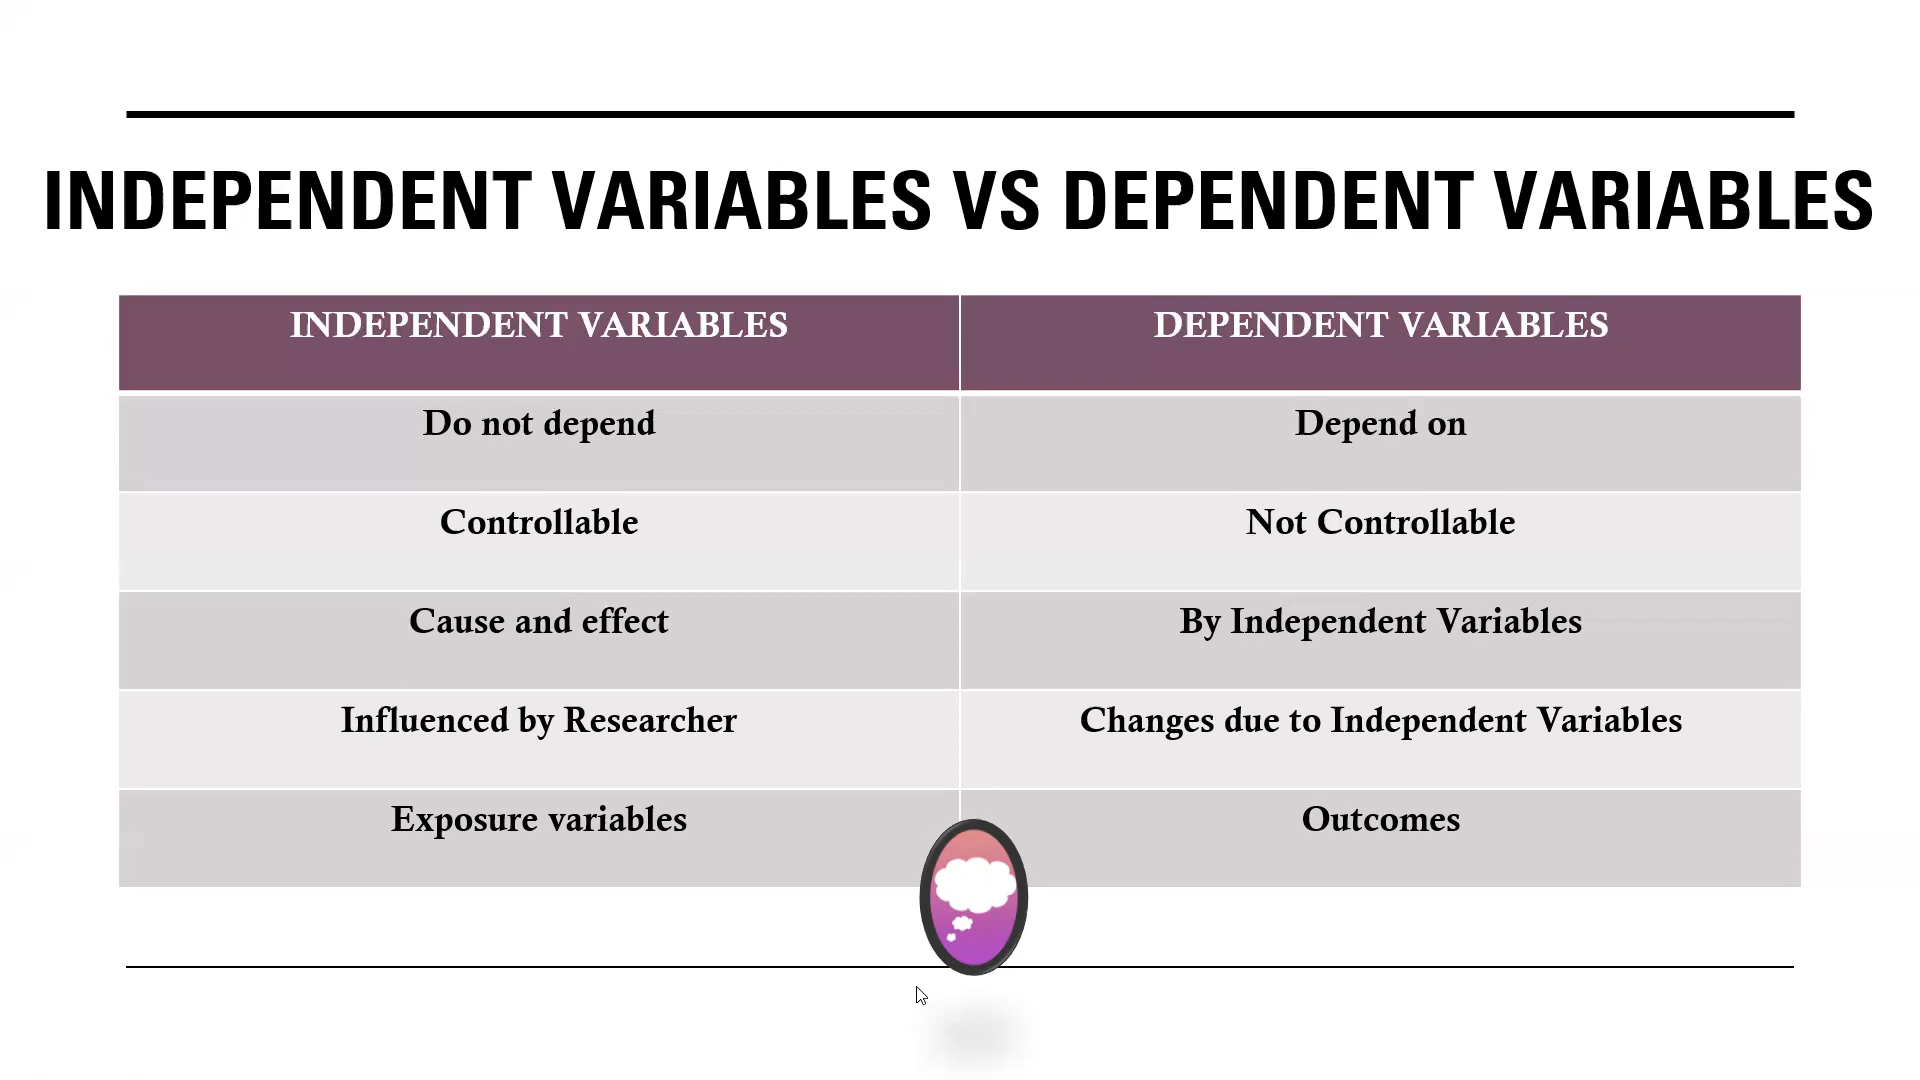 INDEPENDENT VARIABLES VS DEPENDENT VARIABLES
INDEPENDENT VARIABLES
DEPENDENT VARIABLES
Do not depend
Depend on
Controllable
Not Controllable
Cause and effect
By Independent Variables
Influenced by Researcher
Changes due to Independent Variables
Exposure variables
Outcomes